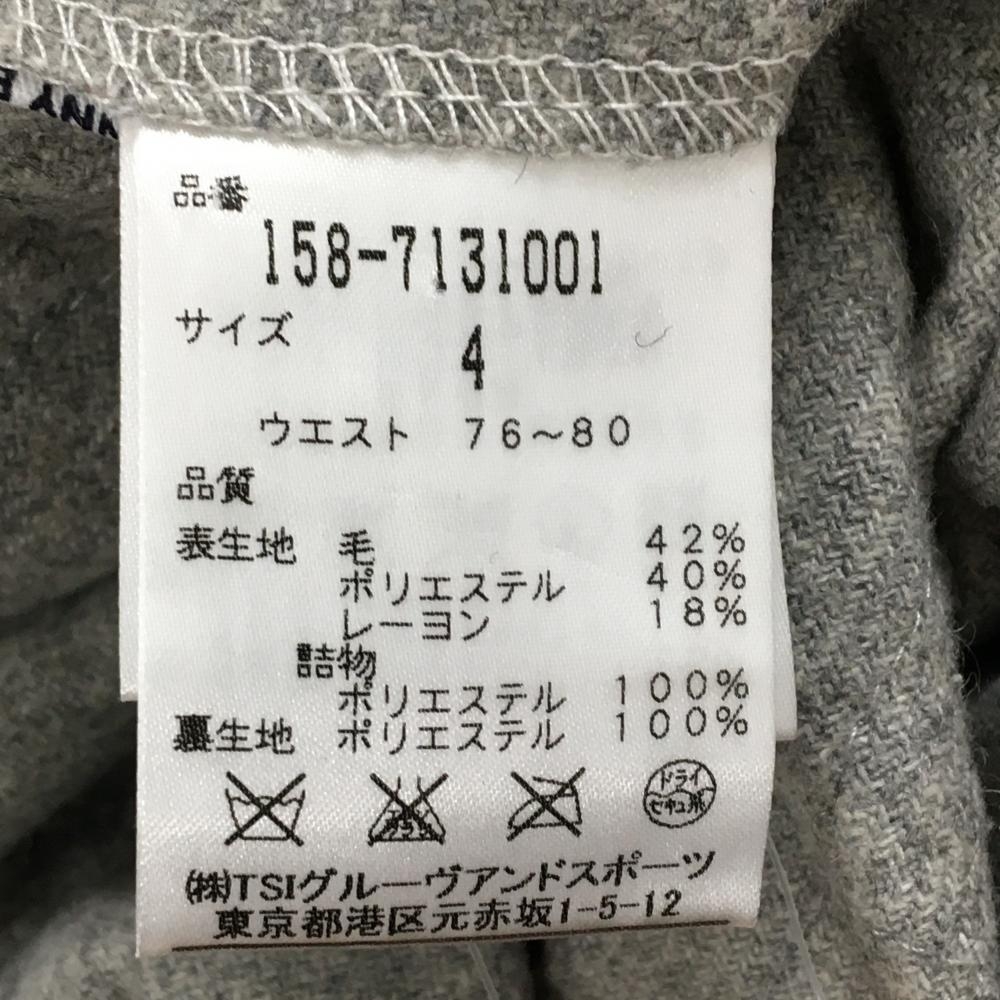 品番
158-7131001
サイズ
4
ウエスト 76~80
品質
表生地 毛 42%
ポリエステル 40%
レーヨン 18%
詰物
ポリエステル 100%
裏生地 ポリエステル 100%
ドライ
セキユ系
(株)TSIグルーヴアンドスポーツ
東京都港区元赤坂1-5-12